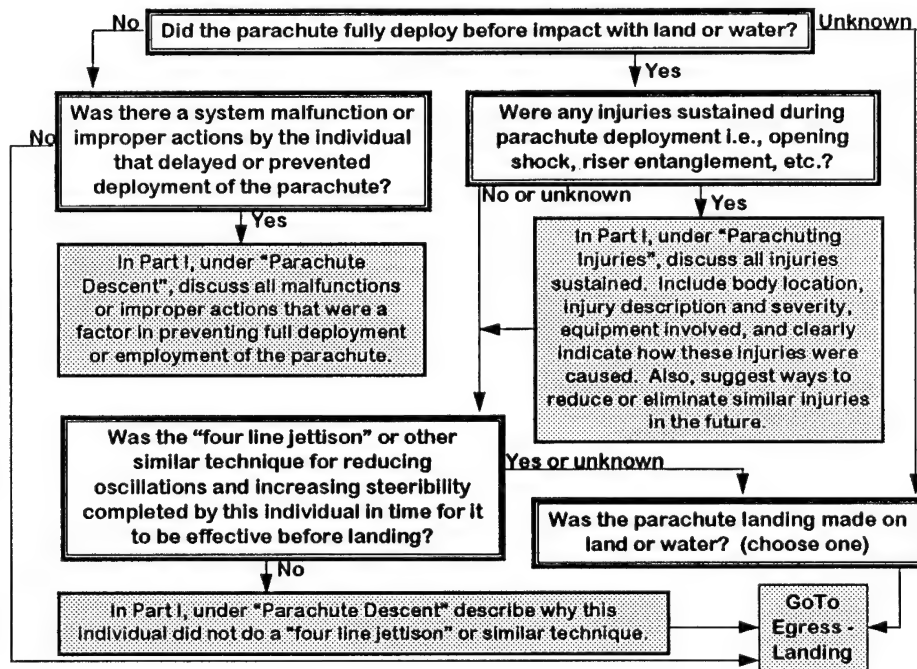 No
Did the parachute fully deploy before impact with land or water?
Unknown
Yes
No
Was there a system malfunction or
improper actions by the individual
that delayed or prevented
deployment of the parachute?
Were any injuries sustained during
parachute deployment i.e., opening
shock, riser entanglement, etc.?
Yes
No or unknown
Yes
In Part I, under "Parachute
Descent", discuss all malfunctions
or improper actions that were a
factor in preventing full deployment
or employment of the parachute.
In Part I, under "Parachuting
Injuries", discuss all injuries
sustained. Include body location,
injury description and severity,
equipment involved, and clearly
indicate how these injuries were
caused. Also, suggest ways to
reduce or eliminate similar injuries
in the future.
Was the "four line jettison" or other
similar technique for reducing
oscillations and increasing steeribility
completed by this individual in time for it
to be effective before landing?
Yes or unknown
Was the parachute landing made on
land or water? (choose one)
No
In Part I, under "Parachute Descent" describe why this
individual did not do a "four line jettison" or similar technique.
GoTo
Egress -
Landing